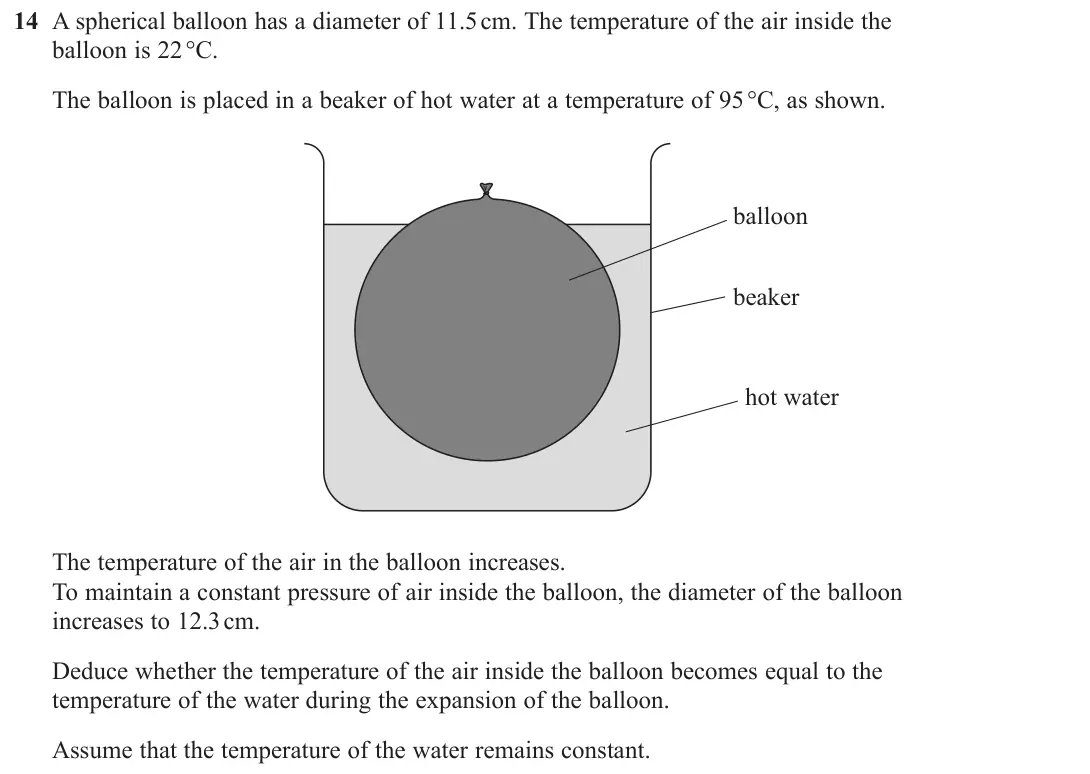 14 A spherical balloon has a diameter of 11.5 cm. The temperature of the air inside the
balloon is 22 °C.
The balloon is placed in a beaker of hot water at a temperature of 95 °C, as shown.
balloon
beaker
hot water
The temperature of the air in the balloon increases.
To maintain a constant pressure of air inside the balloon, the diameter of the balloon
increases to 12.3 cm.
Deduce whether the temperature of the air inside the balloon becomes equal to the
temperature of the water during the expansion of the balloon.
Assume that the temperature of the water remains constant.